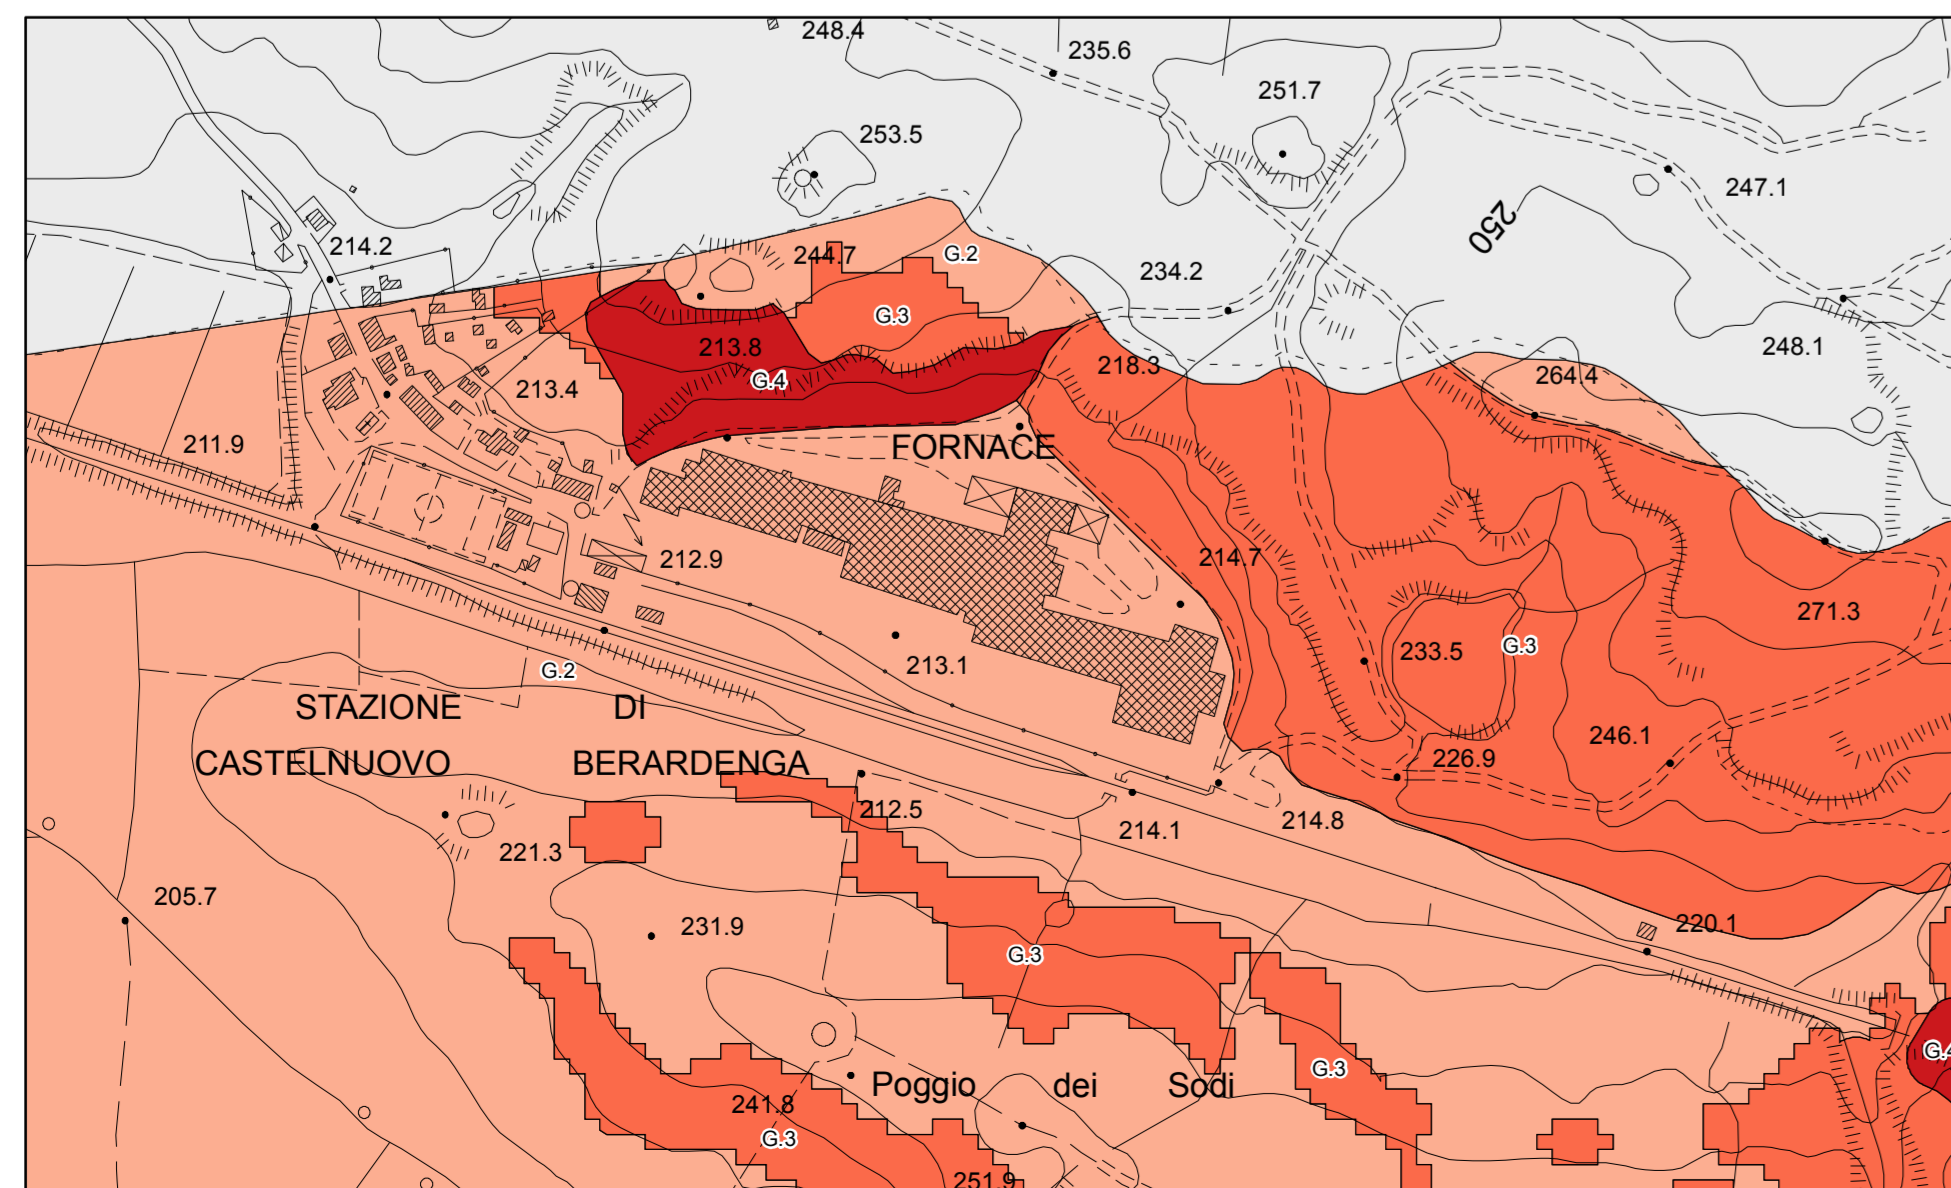 248.4
235.6
251.7
253.5
247.1
250
214.2
244.7
G.2
234.2
G.3
213.8
218.3
248.1
264.4
G.4
213.4
211.9
FORNACE
212.9
214.7
271.3
213.1
233.5
G.3
G.2
STAZIONE DI
246.1
CASTELNUOVO BERARDENGA
226.9
212.5
214.1
214.8
221.3
205.7
231.9
220.1
G.3
G.4
G.3
Poggio dei Sodi
241.8
G.3
251.9